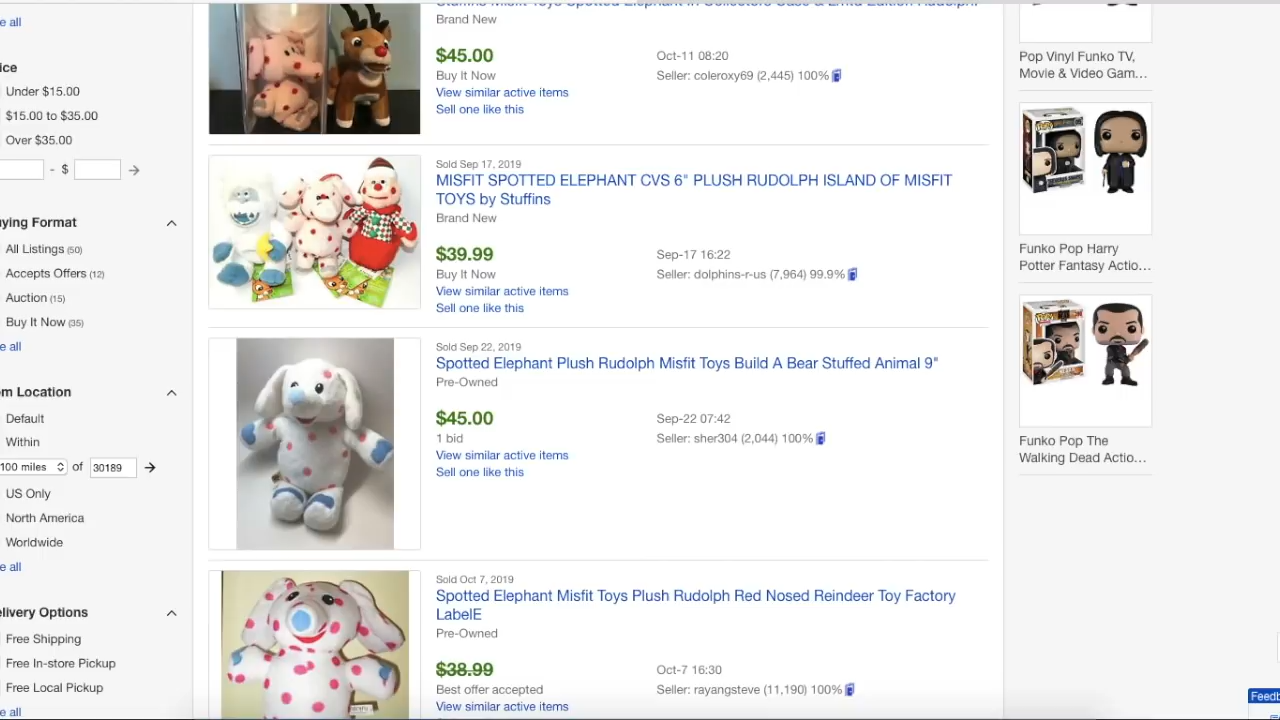 e all
ice
Under $15.00
$15.00 to $35.00
Over $35.00
- $
ying Format
All Listings (50)
Accepts Offers (12)
Auction (15)
Buy It Now (35)
e all
m Location
Default
Within
100 miles of 30189
US Only
North America
Worldwide
e all
elivery Options
Free Shipping
Free In-store Pickup
Free Local Pickup
e all
Stuffins Misfit Toys Spotted Elephant in Collectors Case & Lmtd Edition Rudolph!
Brand New
$45.00
Oct-11 08:20
Buy It Now
Seller: coleroxy69 (2,445) 100%
View similar active items
Sell one like this
Sold Sep 17, 2019
MISFIT SPOTTED ELEPHANT CVS 6" PLUSH RUDOLPH ISLAND OF MISFIT
TOYS by Stuffins
Brand New
$39.99
Sep-17 16:22
Buy It Now
Seller: dolphins-r-us (7,964) 99.9%
View similar active items
Sell one like this
Sold Sep 22, 2019
Spotted Elephant Plush Rudolph Misfit Toys Build A Bear Stuffed Animal 9"
Pre-Owned
$45.00
Sep-22 07:42
1 bid
Seller: sher304 (2,044) 100%
View similar active items
Sell one like this
Sold Oct 7, 2019
Spotted Elephant Misfit Toys Plush Rudolph Red Nosed Reindeer Toy Factory
LabelE
Pre-Owned
$38.99
Oct-7 16:30
Best offer accepted
Seller: rayangsteve (11,190) 100%
View similar active items
Pop Vinyl Funko TV,
Movie & Video Gam...
Funko Pop Harry
Potter Fantasy Actio...
Funko Pop The
Walking Dead Actio...
Feedb